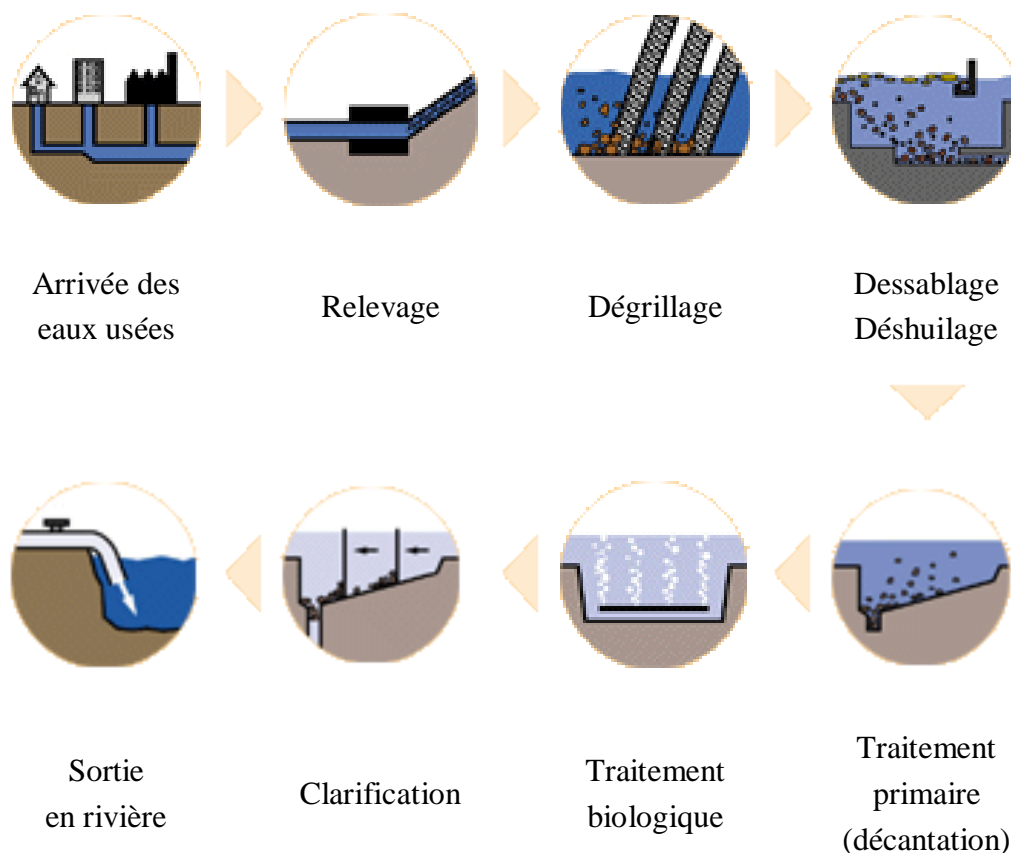 Arrivée des
eaux usées
Relevage
Dégrillage
Dessablage
Déshuilage
Sortie
en rivière
Clarification
Traitement
biologique
Traitement
primaire
(décantation)